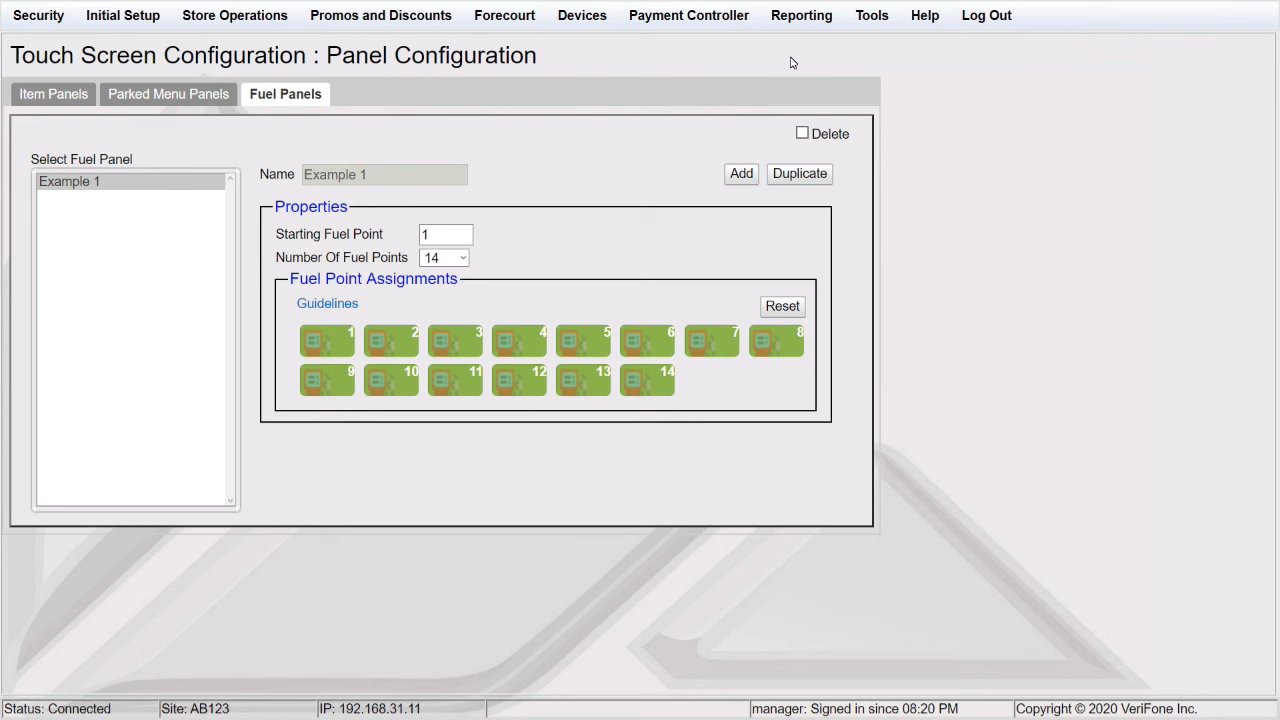 Security Initial Setup Store Operations Promos and Discounts Forecourt Devices Payment Controller Reporting Tools Help Log Out
Touch Screen Configuration : Panel Configuration
Item Panels Parked Menu Panels Fuel Panels
Delete
Select Fuel Panel
Example 1
Name Example 1 Add Duplicate
Properties
Starting Fuel Point 1
Number Of Fuel Points 14
Fuel Point Assignments
Guidelines Reset
1 2 3 4 5 6 7 8
9 10 11 12 13 14
Status: Connected Site: AB123 IP: 192.168.31.11 manager: Signed in since 08:20 PM Copyright © 2020 VeriFone Inc.